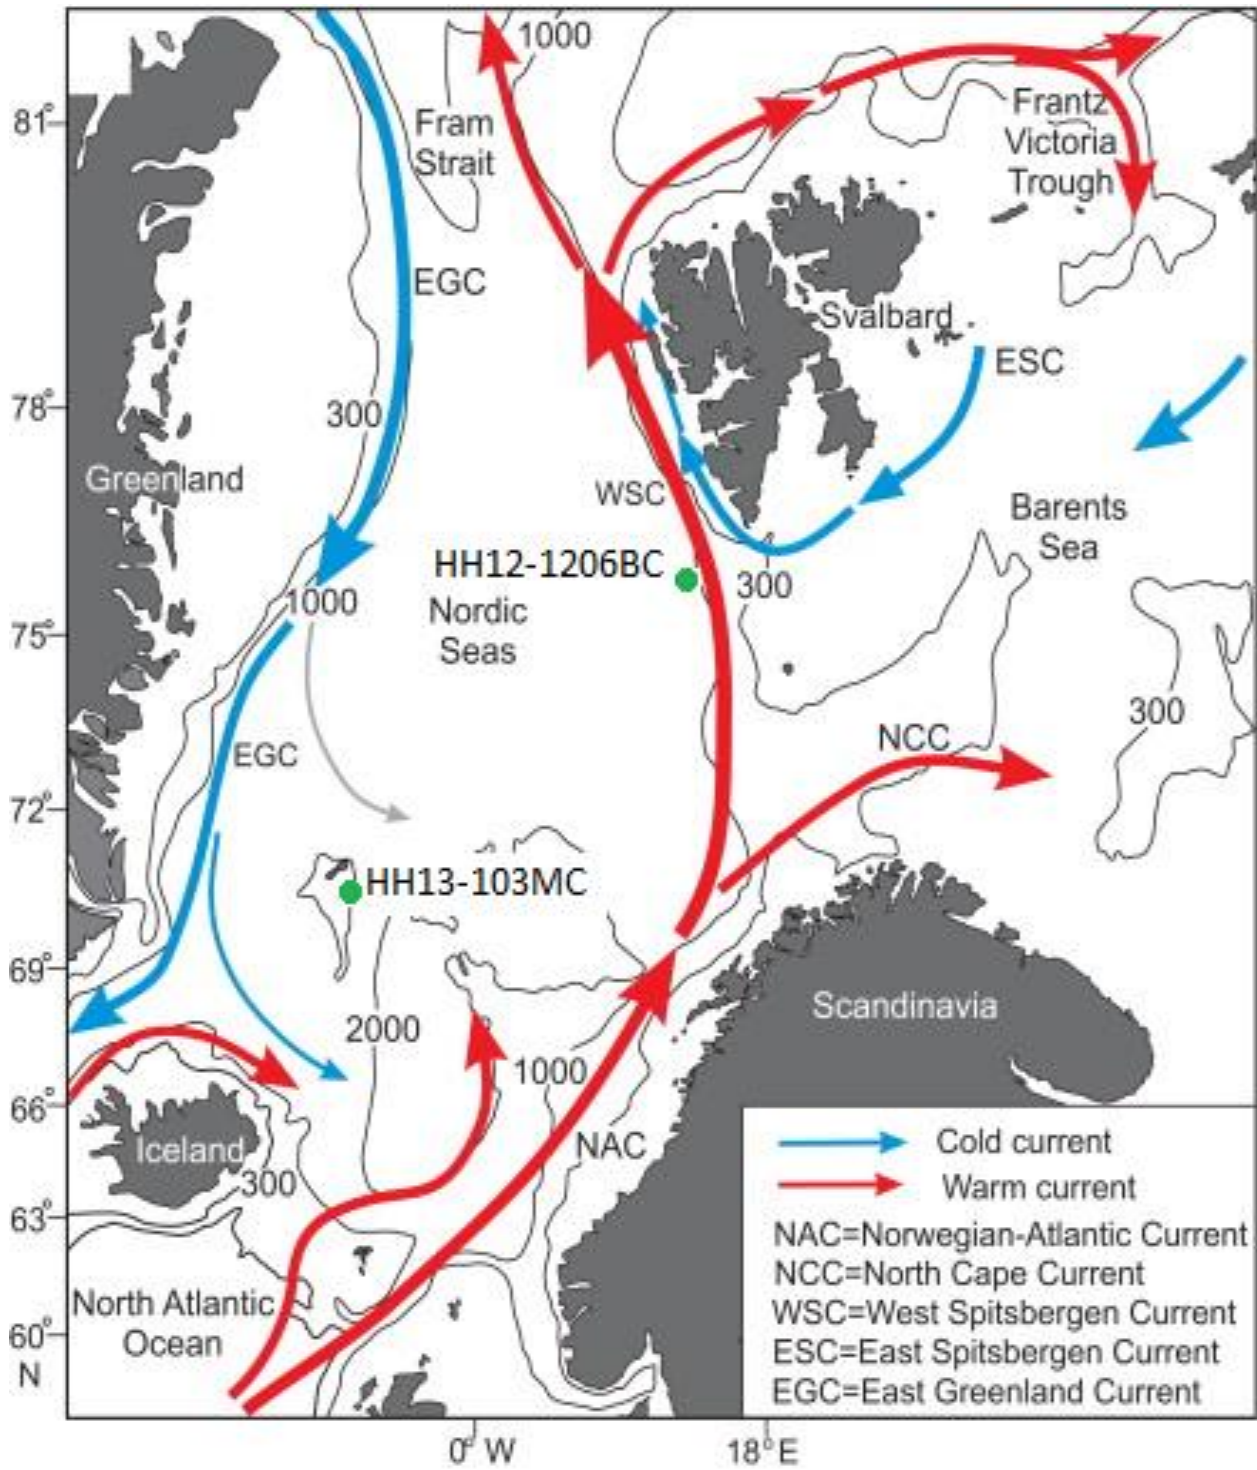 1000
81°
Fram
Strait
Frantz
Victoria
Trough
EGC
Svalbard
ESC
78°
300
Greenland
WSC
Barents
Sea
HH12-1206BC
300
1000
Nordic
Seas
75°
300
NCC
EGC
72°
HH13-103MC
69°
Scandinavia
2000
1000
66°
Iceland
NAC
300
63°
North Atlantic
Ocean
60°
N
Cold current
Warm current
NAC=Norwegian-Atlantic Current
NCC=North Cape Current
WSC=West Spitsbergen Current
ESC=East Spitsbergen Current
EGC=East Greenland Current
0° W
18°E